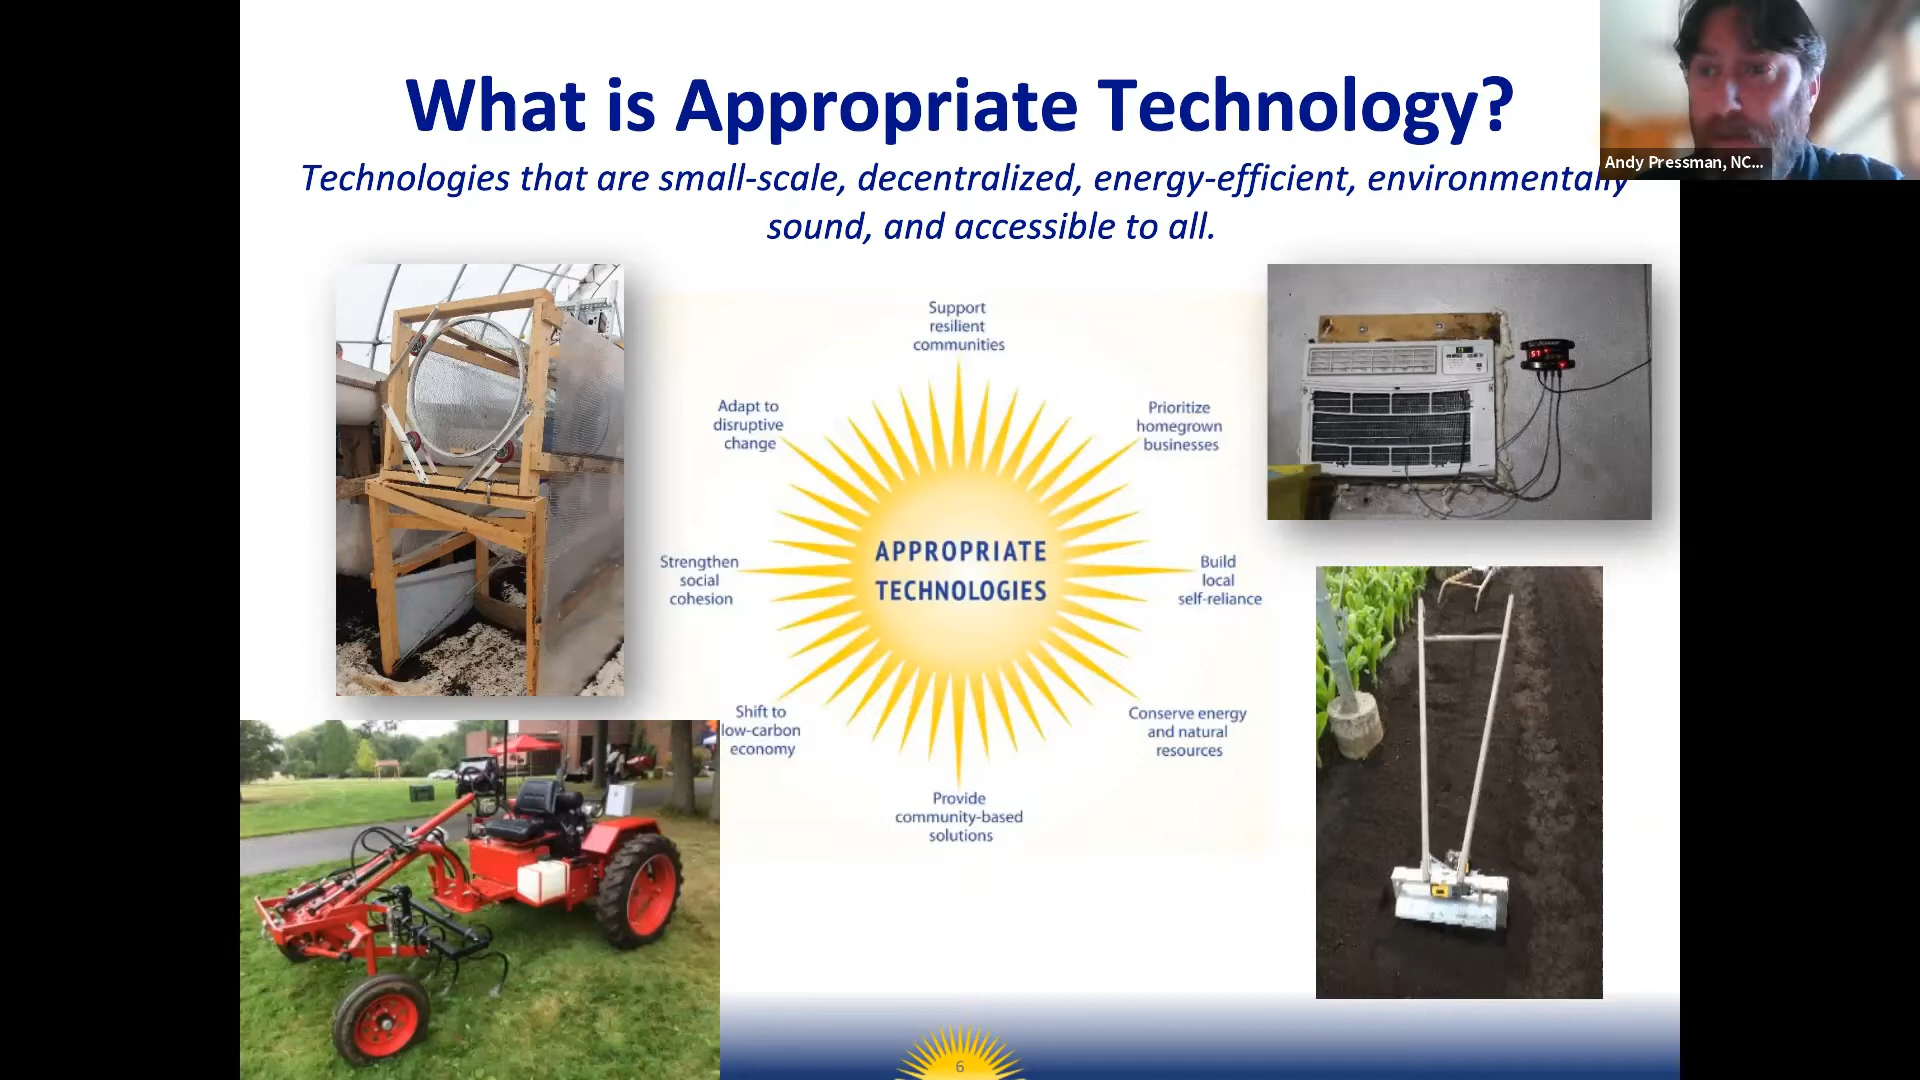 What is Appropriate Technology?
Technologies that are small-scale, decentralized, energy-efficient, environmentally
sound, and accessible to all.
Andy Pressman, NC...
Support
resilient
communities
Adapt to
disruptive
change
Prioritize
homegrown
businesses
Strengthen
social
cohesion
APPROPRIATE
TECHNOLOGIES
Build
local
self-reliance
Shift to
low-carbon
economy
Conserve energy
and natural
resources
Provide
community-based
solutions
57
6